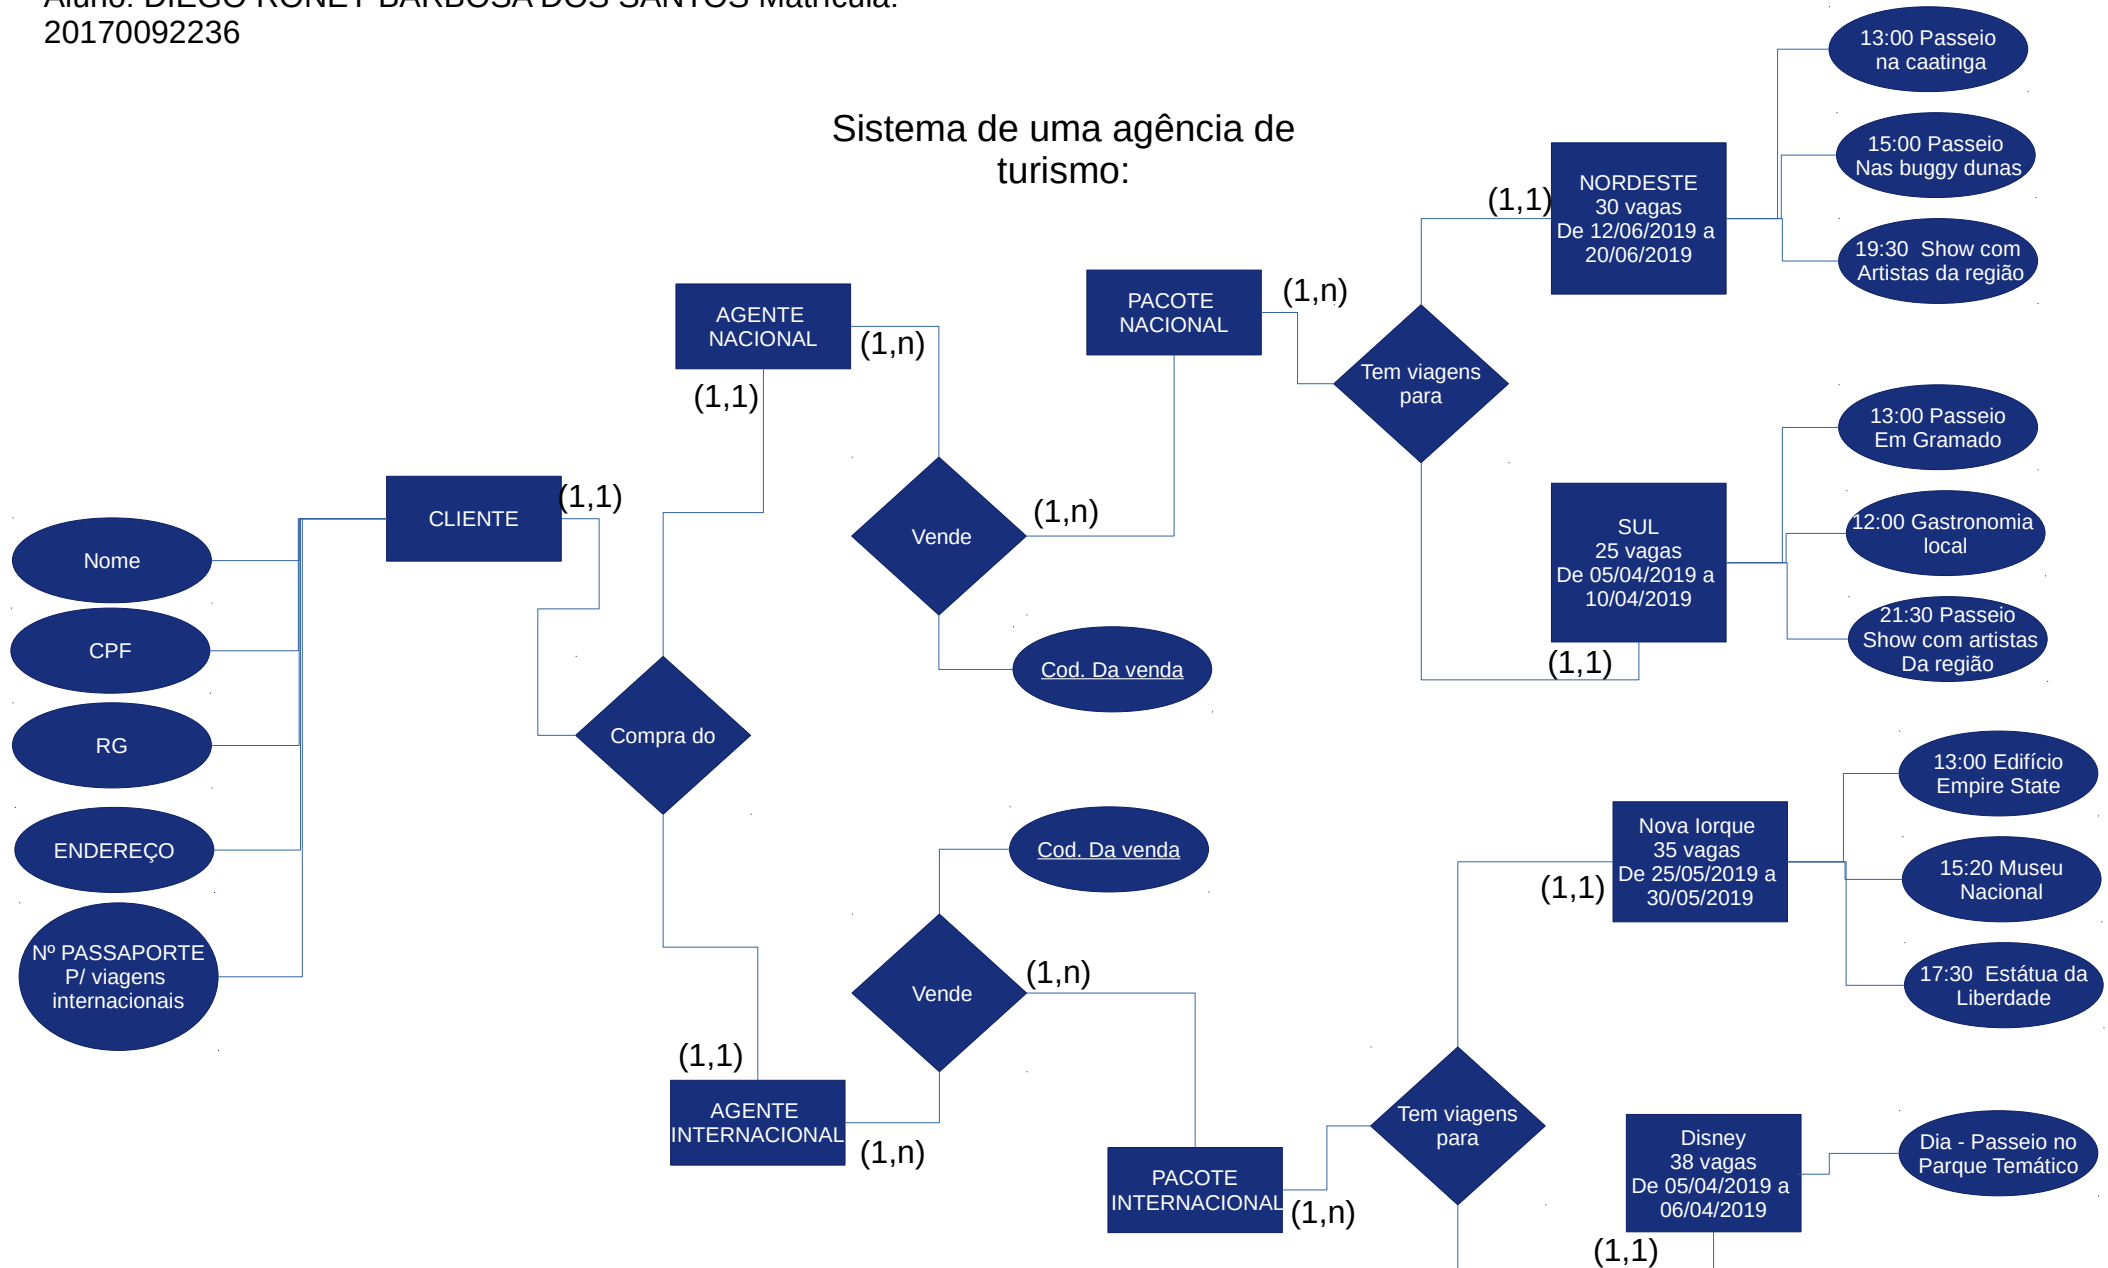 Aluno: DIEGO RONEY BARBOSA DOS SANTOS Matrícula:
20170092236
Sistema de uma agência de
turismo:
13:00 Passeio
na caatinga
15:00 Passeio
Nas buggy dunas
19:30 Show com
Artistas da região
(1,1)
NORDESTE
30 vagas
De 12/06/2019 a
20/06/2019
AGENTE
NACIONAL
(1,n)
(1,1)
PACOTE
NACIONAL
(1,n)
Tem viagens
para
13:00 Passeio
Em Gramado
12:00 Gastronomia
local
21:30 Passeio
Show com artistas
Da região
SUL
25 vagas
De 05/04/2019 a
10/04/2019
(1,1)
CLIENTE
(1,1)
Vende
(1,n)
Cod. Da venda
Nome
CPF
RG
ENDEREÇO
Nº PASSAPORTE
P/ viagens
internacionais
Compra do
Cod. Da venda
Vende
(1,n)
(1,1)
AGENTE
INTERNACIONAL
(1,n)
PACOTE
INTERNACIONAL
(1,n)
Tem viagens
para
(1,1)
Nova Iorque
35 vagas
De 25/05/2019 a
30/05/2019
13:00 Edifício
Empire State
15:20 Museu
Nacional
17:30 Estátua da
Liberdade
Disney
38 vagas
De 05/04/2019 a
06/04/2019
(1,1)
Dia - Passeio no
Parque Temático